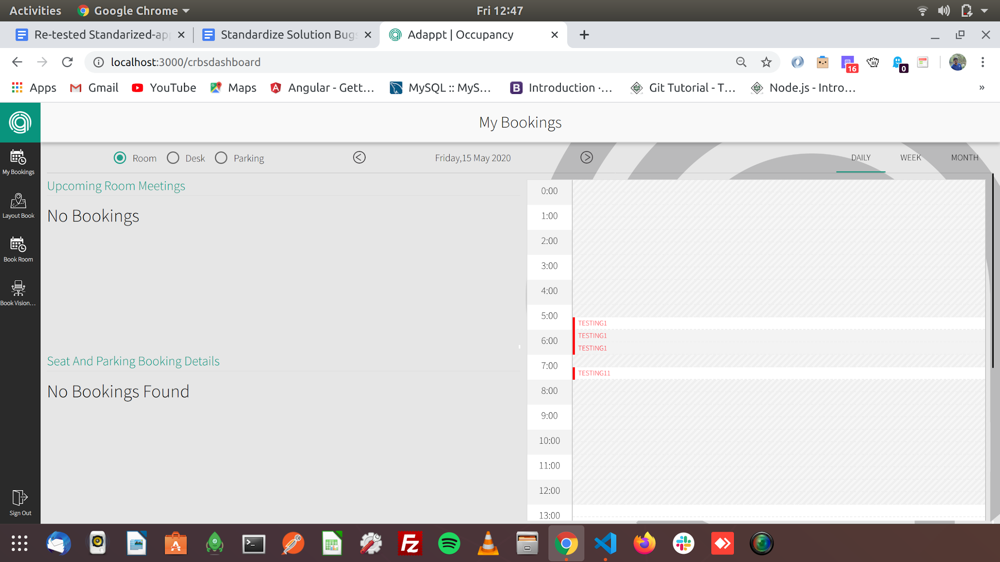 Activities Google Chrome Fri 12:47
Re-tested Standarized-app Standardize Solution Bugs Adappt | Occupancy
localhost:3000/crbsdashboard 16 0
Apps Gmail YouTube Maps Angular - Gett... MySQL :: MyS... Introduction ·... Git Tutorial - T... Node.js - Intro... »
My Bookings
Room Desk Parking Friday,15 May 2020 DAILY WEEK MONTH
My Bookings
Layout Book
Book Room
Book Vision...
Sign Out
Upcoming Room Meetings
No Bookings
Seat And Parking Booking Details
No Bookings Found
0:00
1:00
2:00
3:00
4:00
5:00
TESTING1
TESTING1
6:00
TESTING1
7:00
TESTING11
8:00
9:00
10:00
11:00
12:00
13:00